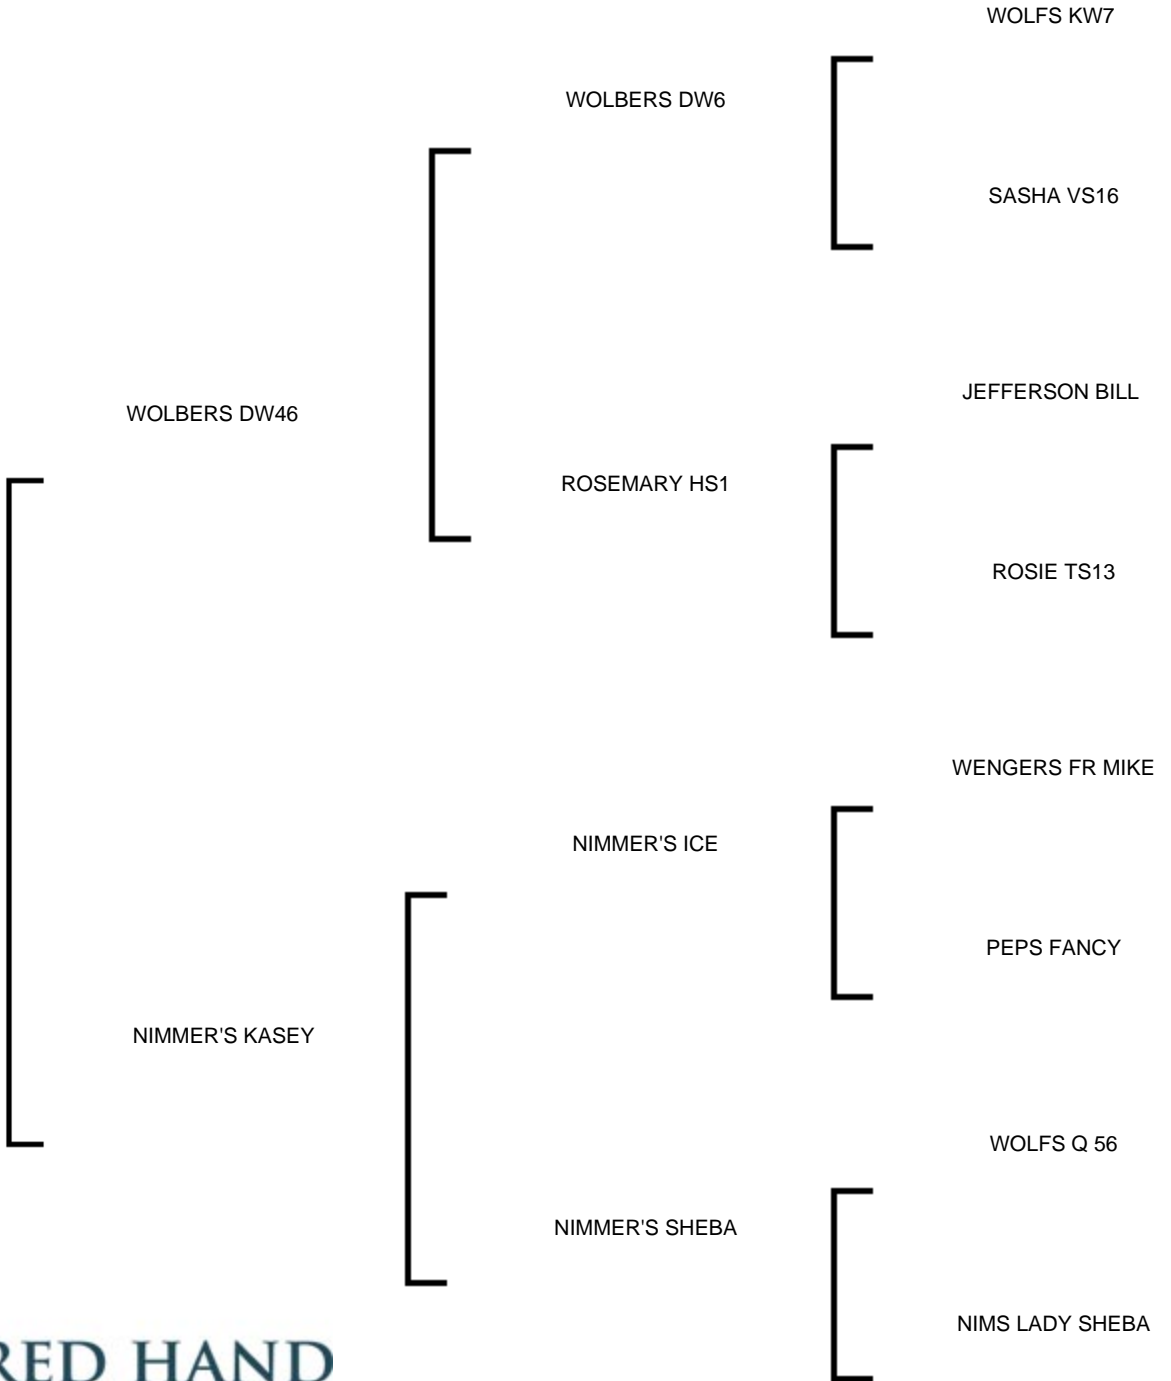 WOLFS KW7
WOLBERS DW6
SASHA VS16
JEFFERSON BILL
WOLBERS DW46
ROSEMARY HS1
ROSIE TS13
WENGERS FR MIKE
NIMMER'S ICE
PEPS FANCY
NIMMER'S KASEY
WOLFS Q 56
NIMMER'S SHEBA
NIMS LADY SHEBA
RED HAND